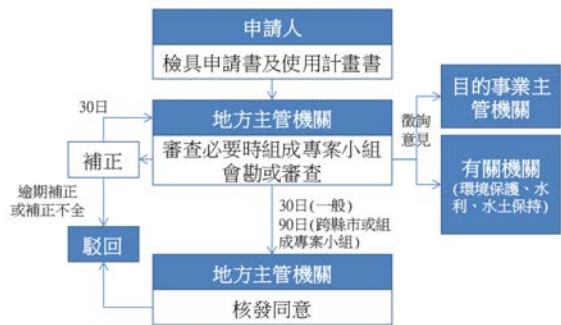 申請人
檢具申請書及使用計畫書
30日
地方主管機關
審查必要時組成專案小組
會勘或審查
補正
徵詢
意見
目的事業主
管機關
有關機關
(環境保護、水
利、水土保持)
逾期補正
或補正不全
30日(一般)
90日(跨縣市或組
成專案小組)
駁回
地方主管機關
核發同意